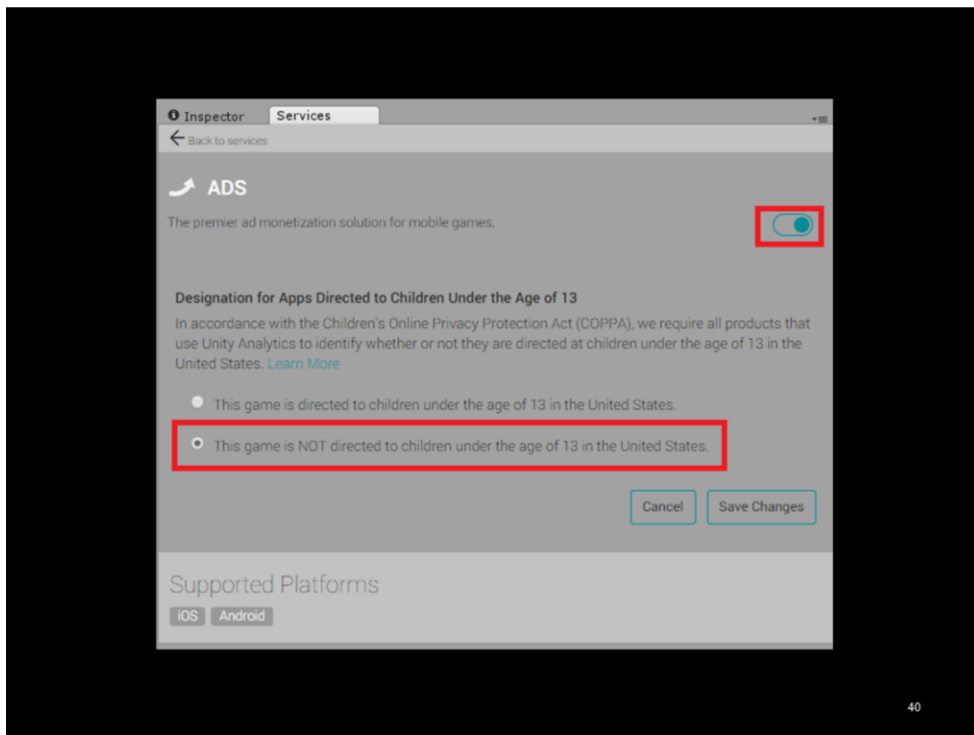 Inspector
Services
Back to services
ADS
The premier ad monetization solution for mobile games.
Designation for Apps Directed to Children Under the Age of 13
In accordance with the Children's Online Privacy Protection Act (COPPA), we require all products that
use Unity Analytics to identify whether or not they are directed at children under the age of 13 in the
United States. Learn More
This game is directed to children under the age of 13 in the United States.
This game is NOT directed to children under the age of 13 in the United States.
Cancel
Save Changes
Supported Platforms
iOS
Android
40